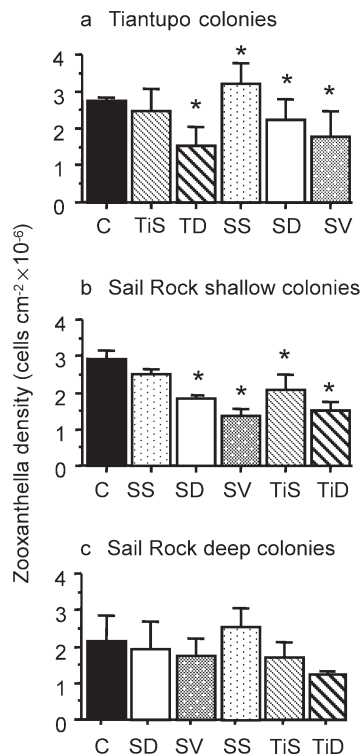 a Tiantupo colonies
4
3
2
1
0
* * * *
C TiS TD SS SD SV
Zooxanthella density (cells cm-2 × 10-6)
b Sail Rock shallow colonies
4
3
2
1
0
* * * *
C SS SD SV TiS TiD
c Sail Rock deep colonies
4
3
2
1
0
C SD SV SS TiS TiD